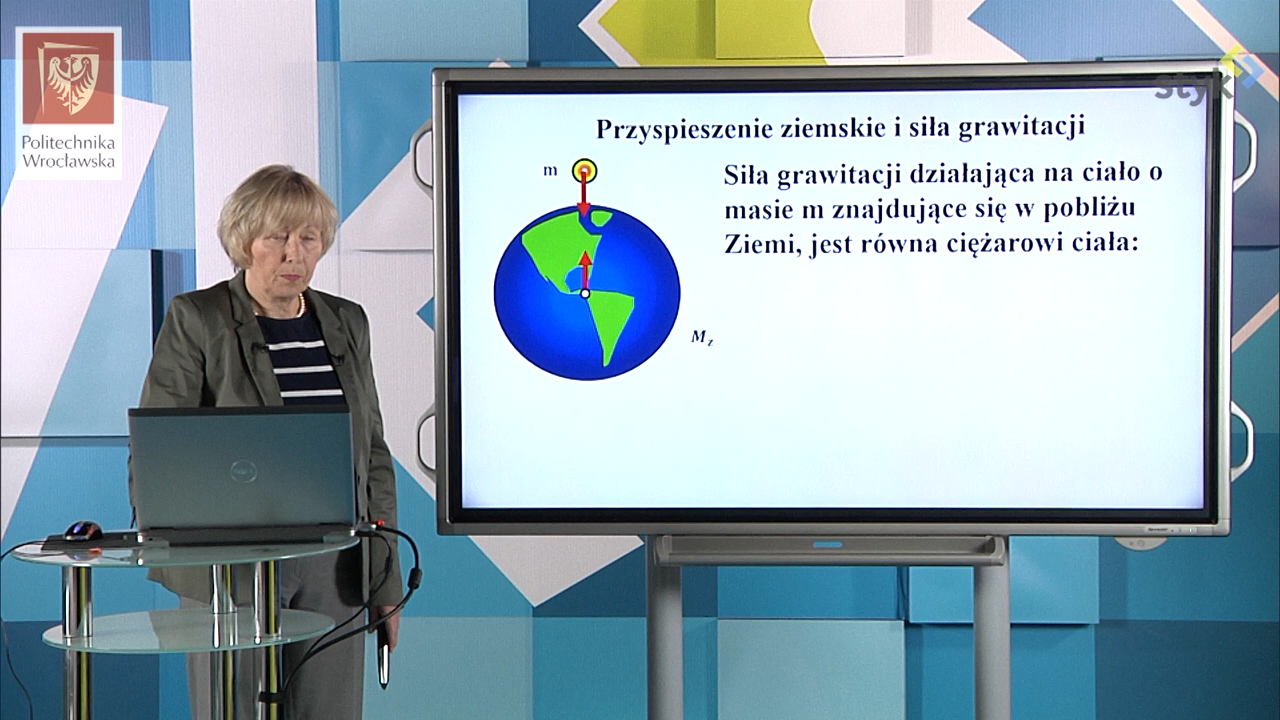 Politechnika
Wrocławska
styk
Przyspieszenie ziemskie i siła grawitacji
m
Siła grawitacji działająca na ciało o
masie m znajdujące się w pobliżu
Ziemi, jest równa ciężarowi ciała:
Mz